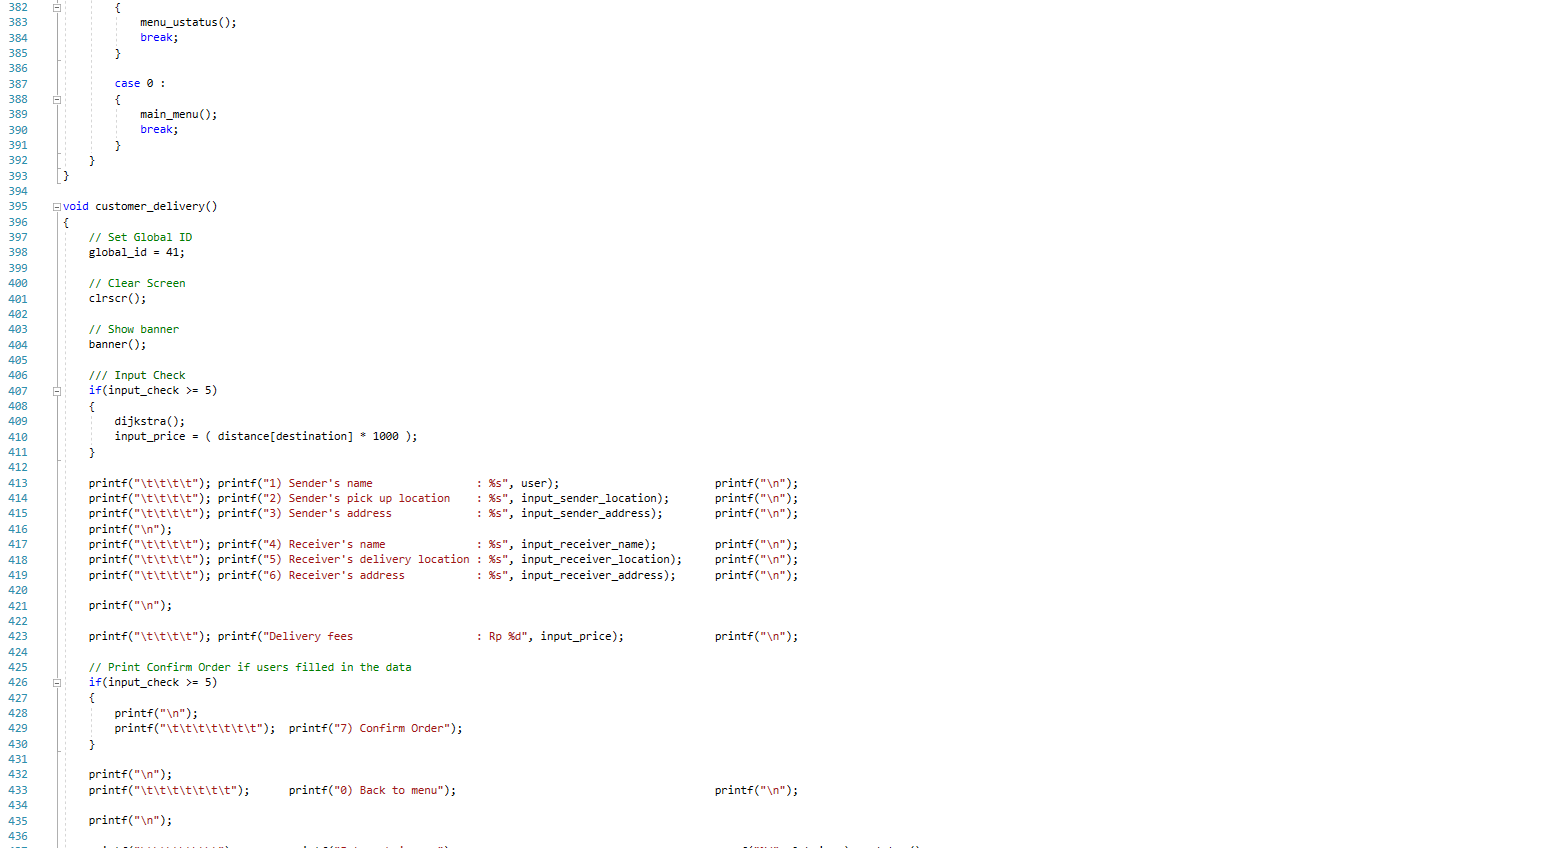 382 {
383 menu_ustatus();
384 break;
385 }
386
387 case 0 :
388 {
389 main_menu();
390 break;
391 }
392 }
393 }
394
395 void customer_delivery()
396 {
397 // Set Global ID
398 global_id = 41;
399
400 // Clear Screen
401 clrscr();
402
403 // Show banner
404 banner();
405
406 /// Input Check
407 if(input_check >= 5)
408 {
409 dijkstra();
410 input_price = ( distance[destination] * 1000 );
411 }
412
413 printf("\t\t\t\t"); printf("1) Sender's name : %s", user); printf("\n");
414 printf("\t\t\t\t"); printf("2) Sender's pick up location : %s", input_sender_location); printf("\n");
415 printf("\t\t\t\t"); printf("3) Sender's address : %s", input_sender_address); printf("\n");
416 printf("\n");
417 printf("\t\t\t\t"); printf("4) Receiver's name : %s", input_receiver_name); printf("\n");
418 printf("\t\t\t\t"); printf("5) Receiver's delivery location : %s", input_receiver_location); printf("\n");
419 printf("\t\t\t\t"); printf("6) Receiver's address : %s", input_receiver_address); printf("\n");
420
421 printf("\n");
422
423 printf("\t\t\t\t"); printf("Delivery fees : Rp %d", input_price); printf("\n");
424
425 // Print Confirm Order if users filled in the data
426 if(input_check >= 5)
427 {
428 printf("\n");
429 printf("\t\t\t\t\t\t\t"); printf("7) Confirm Order");
430 }
431
432 printf("\n");
433 printf("\t\t\t\t\t\t\t"); printf("0) Back to menu"); printf("\n");
434
435 printf("\n");
436